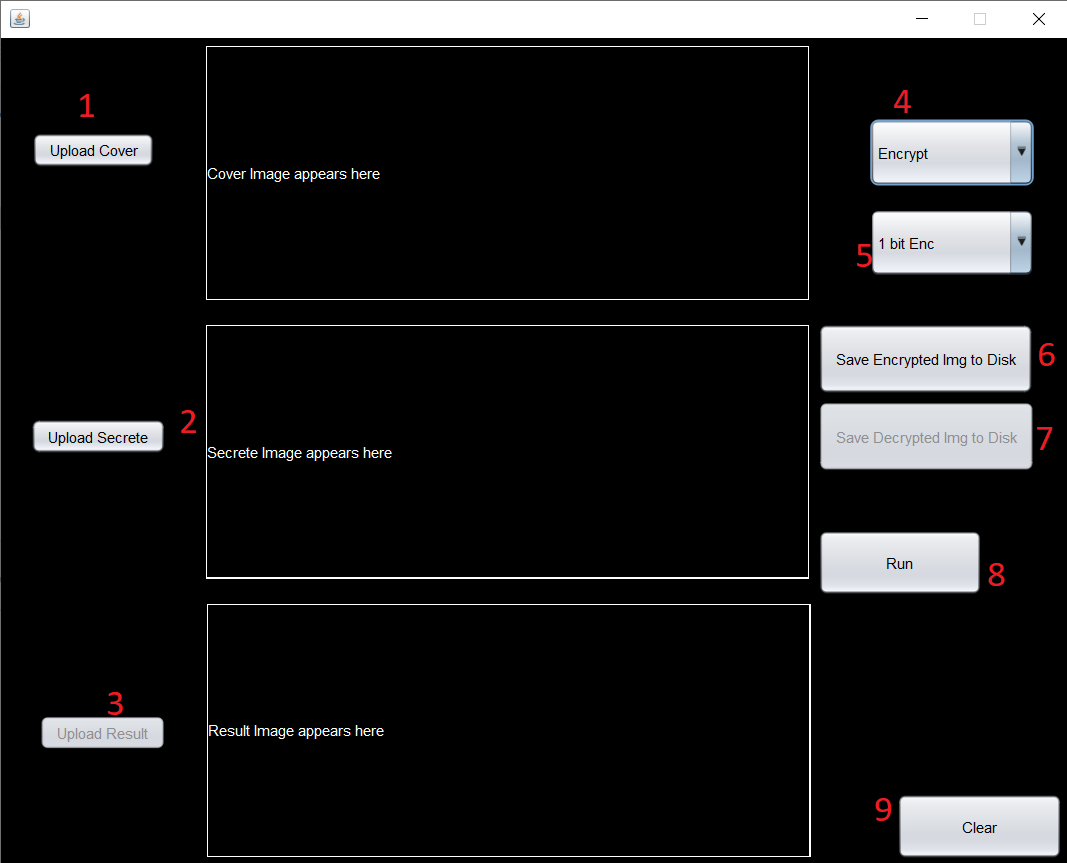 1
Upload Cover
Cover Image appears here
4
Encrypt
5
1 bit Enc
2
Upload Secrete
Secrete Image appears here
Save Encrypted Img to Disk
6
Save Decrypted Img to Disk
7
Run
8
3
Upload Result
Result Image appears here
9
Clear